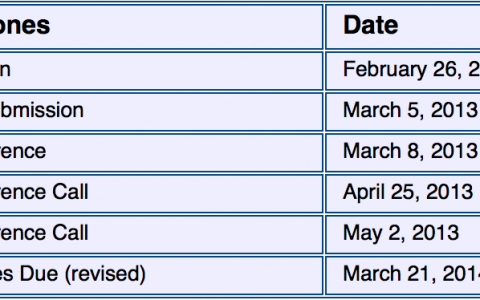 ones Date
n February 26, 2
bmission March 5, 2013
rence March 8, 2013
rence Call April 25, 2013
rence Call May 2, 2013
es Due (revised) March 21, 2014